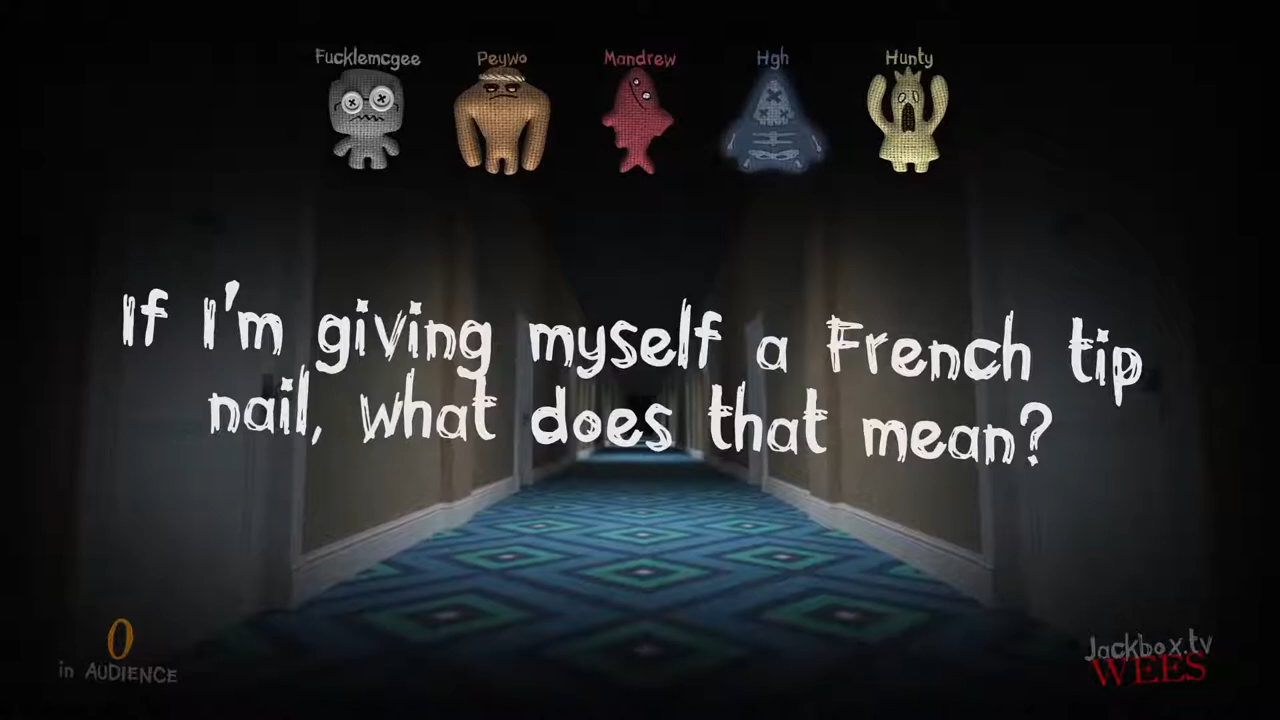 Fucklemcgee Peywo Mandrew Hgh Hunty
If I'm giving myself a French tip
nail, what does that mean?
0
in AUDIENCE
Jackbox.tv
WEES